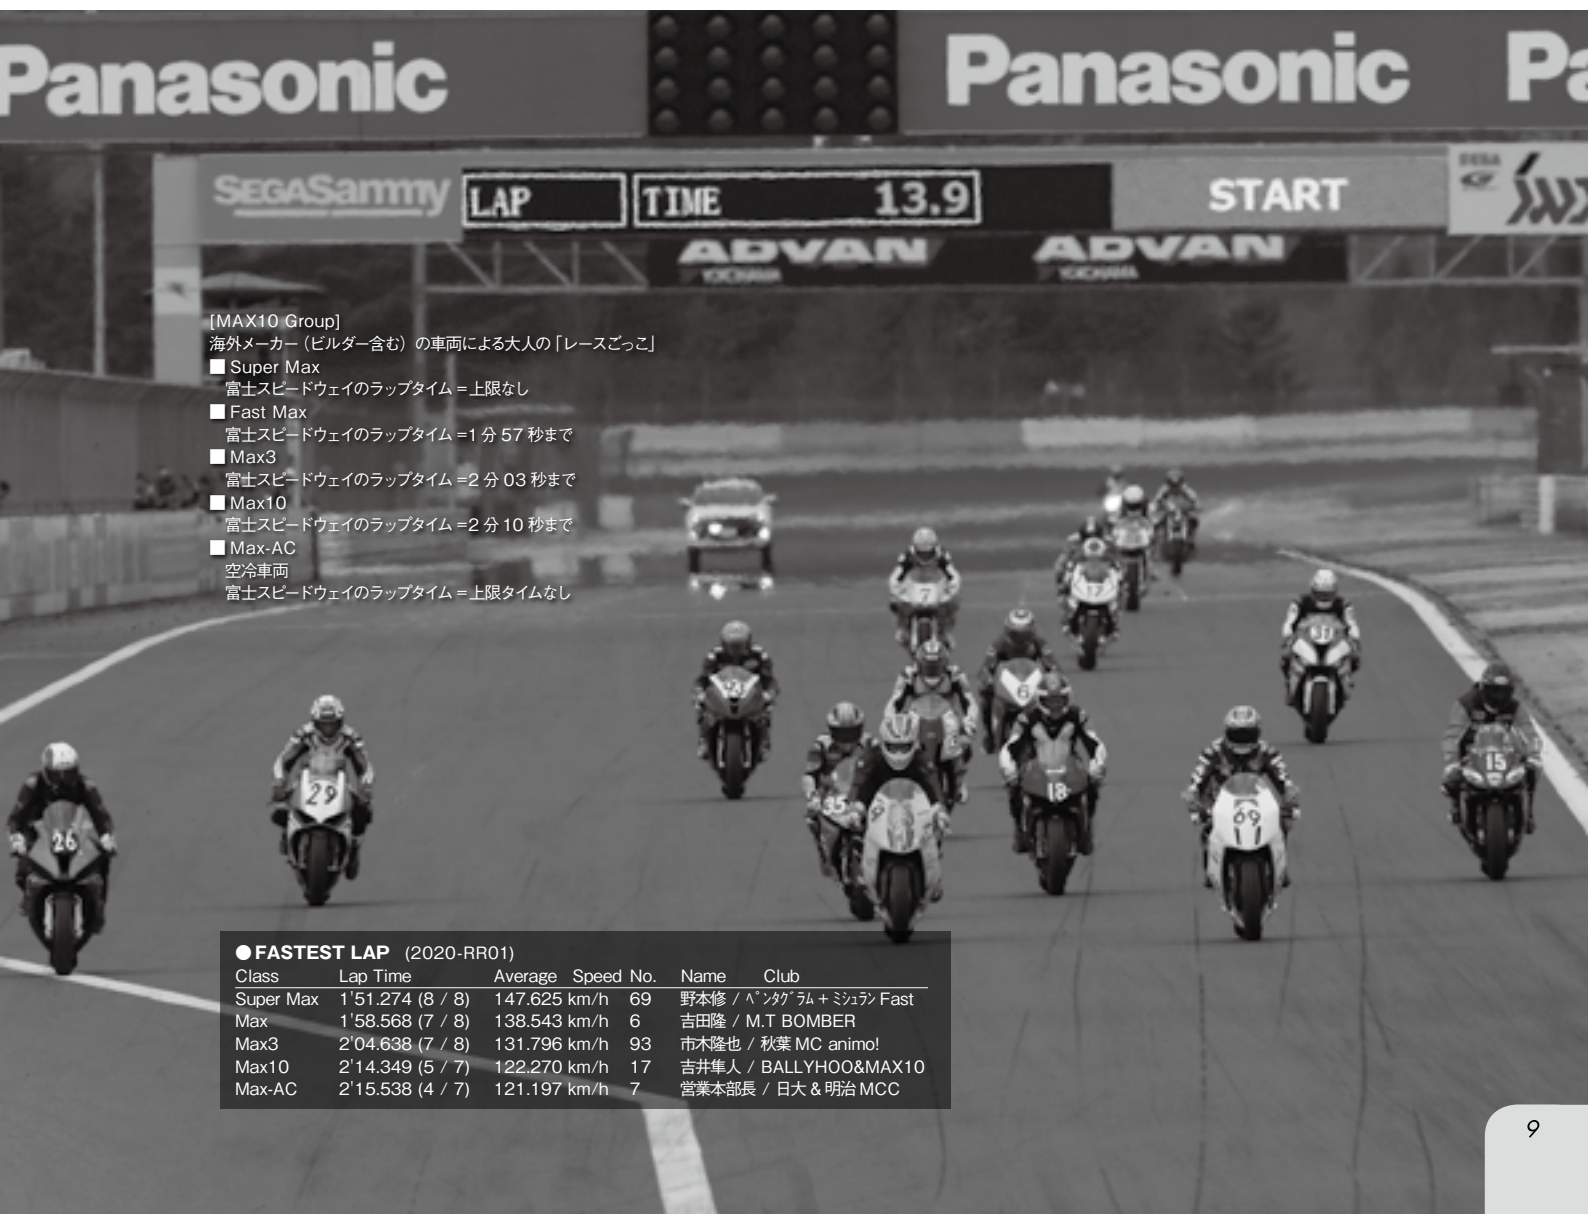 Panasonic
Panasonic
Pa
SEGASammy
LAP
TIME 13.9
START
SEGA
ADVAN
YOKOHAMA
ADVAN
YOKOHAMA
[MAX10 Group]
海外メーカー（ビルダー含む）の車両による大人の「レースごっこ」
■ Super Max
富士スピードウェイのラップタイム＝上限なし
■ Fast Max
富士スピードウェイのラップタイム =1 分 57 秒まで
■ Max3
富士スピードウェイのラップタイム =2 分 03 秒まで
■ Max10
富士スピードウェイのラップタイム =2 分 10 秒まで
■ Max-AC
空冷車両
富士スピードウェイのラップタイム＝上限タイムなし
7
17
31
93
6
15
29
18
35
69
26
●FASTEST LAP (2020-RR01)
Class Lap Time Average Speed No. Name Club
Super Max 1'51.274 (8 / 8) 147.625 km/h 69 野本修 / ﾍﾟﾝﾀｸﾞﾗﾑ + ﾐｼｭﾗﾝ Fast
Max 1'58.568 (7 / 8) 138.543 km/h 6 吉田隆 / M.T BOMBER
Max3 2'04.638 (7 / 8) 131.796 km/h 93 市木隆也 / 秋葉 MC animo!
Max10 2'14.349 (5 / 7) 122.270 km/h 17 吉井隼人 / BALLYHOO&MAX10
Max-AC 2'15.538 (4 / 7) 121.197 km/h 7 営業本部長 / 日大 & 明治 MCC
9